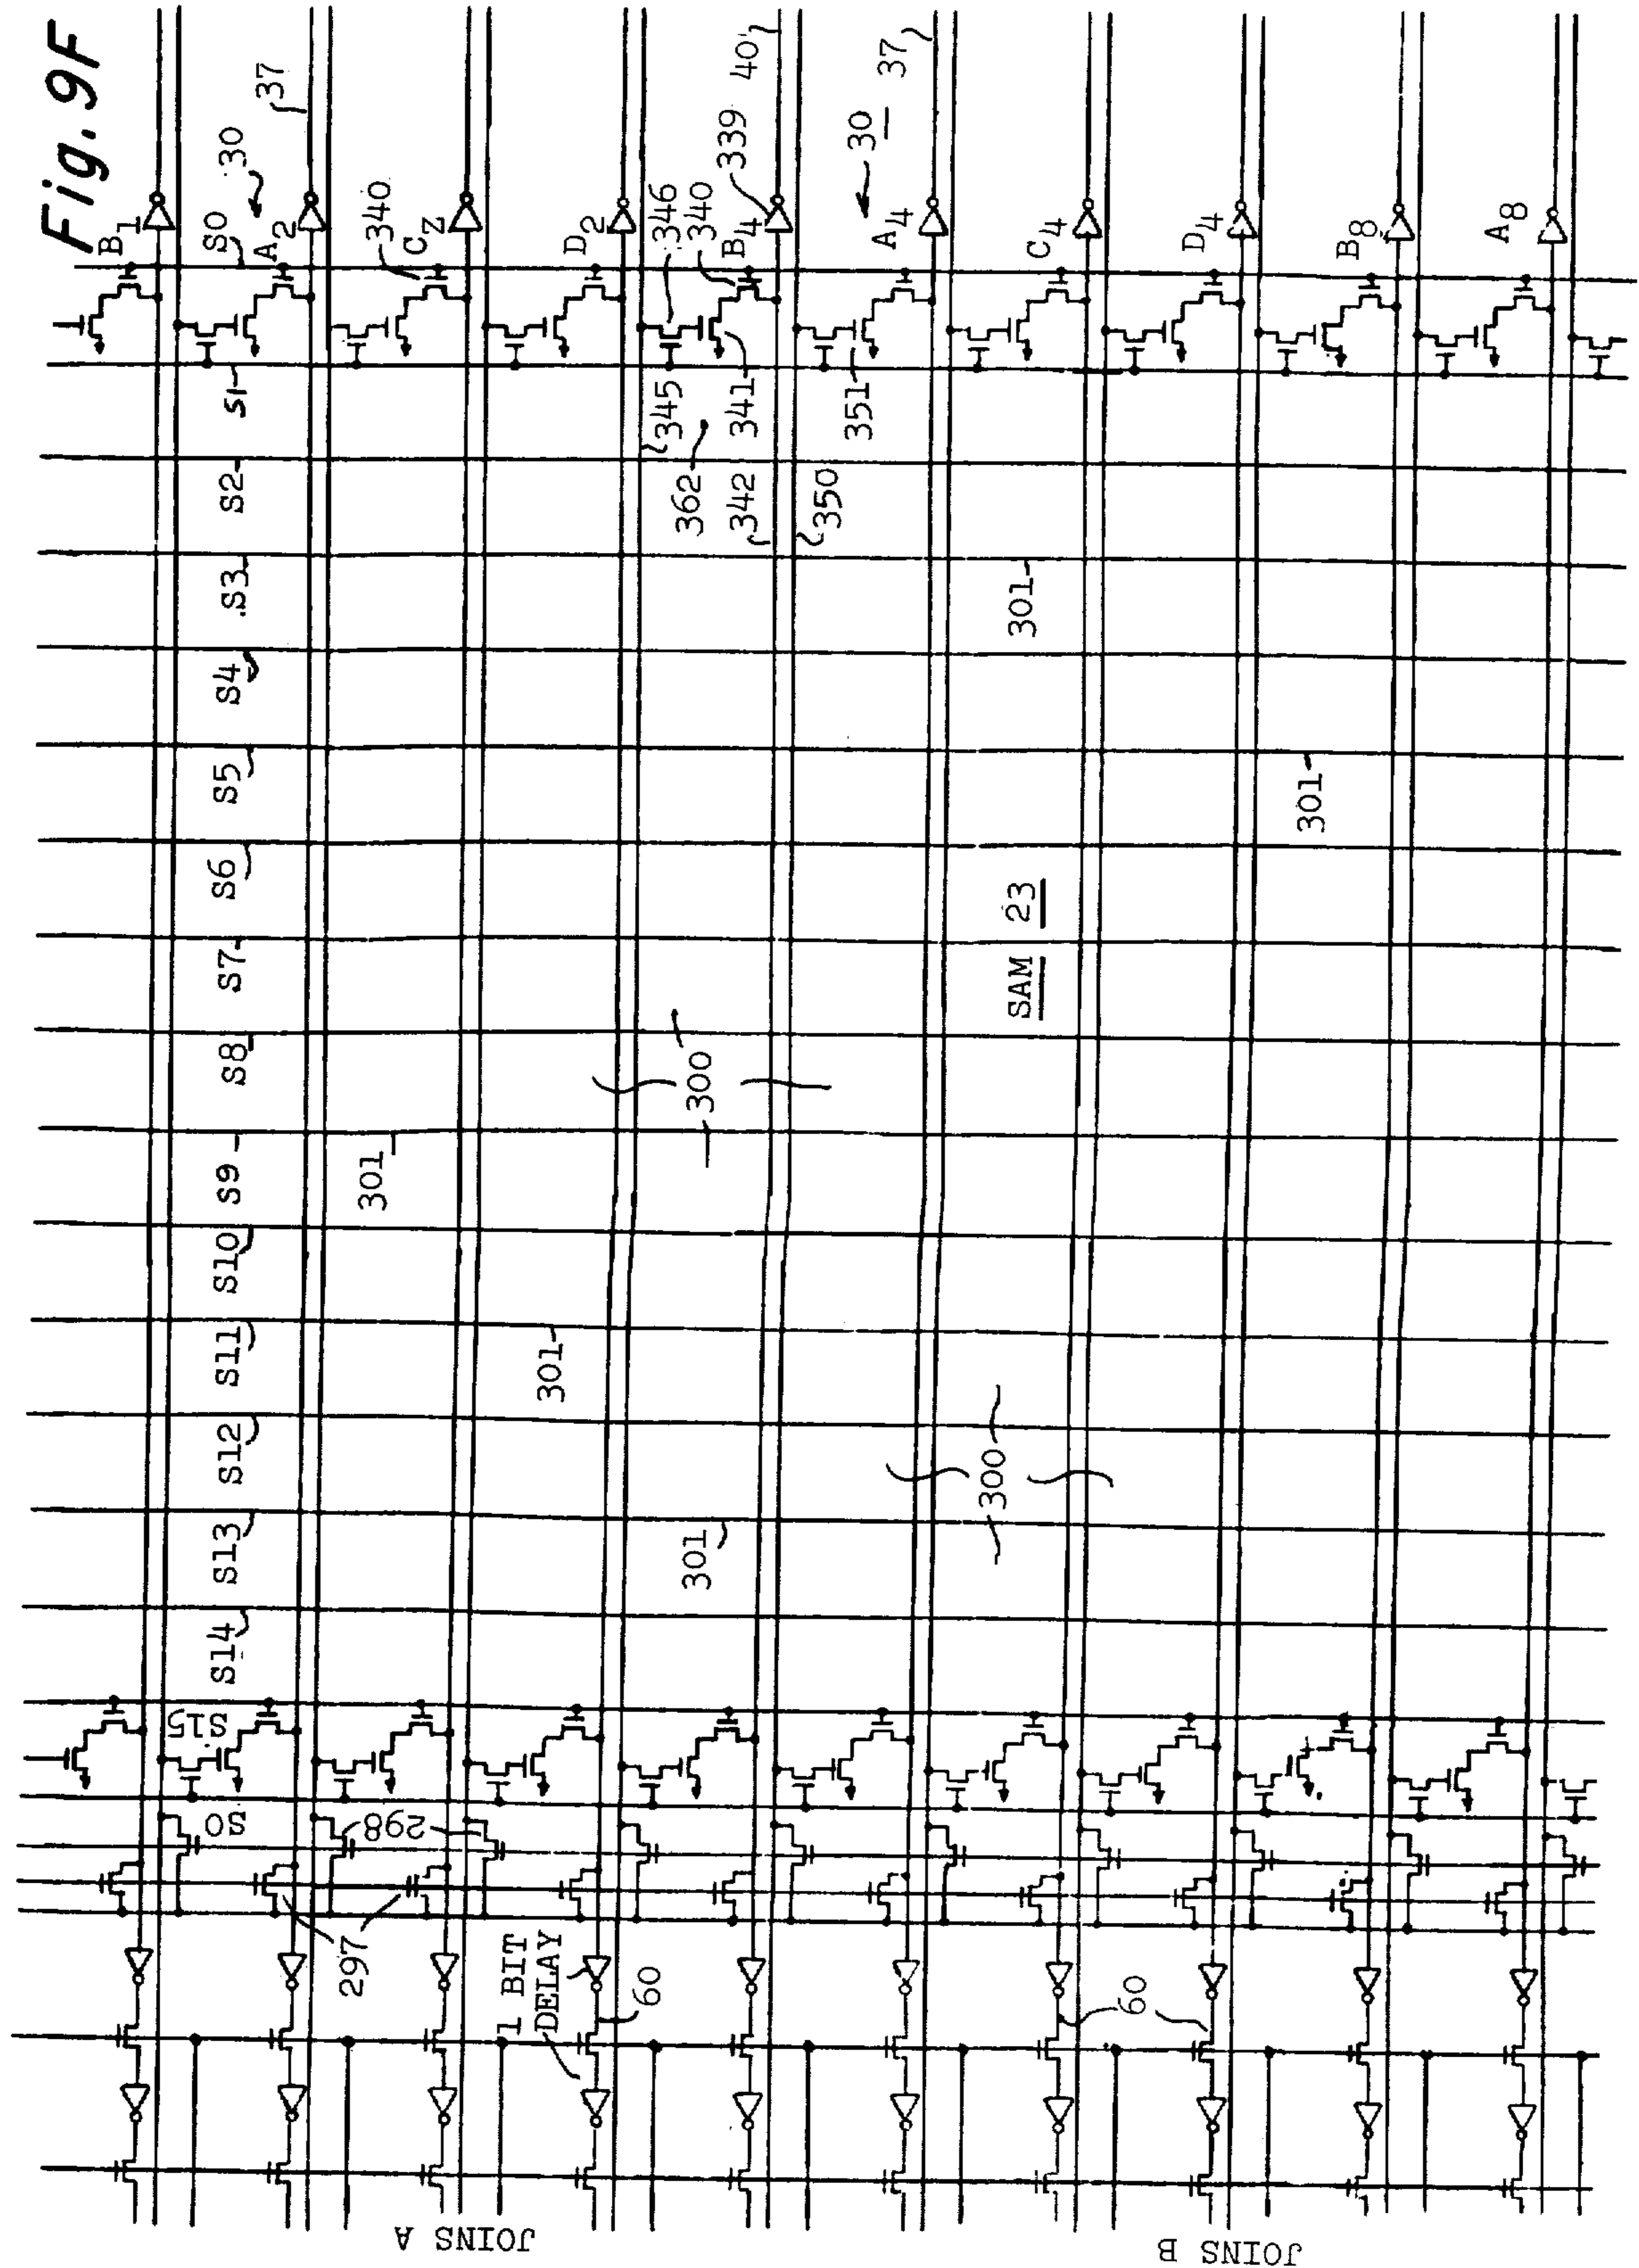 Fig. 9F
B1
S0
30
A2
37
340
CZ
D2
346
340
B4
339
40'
30
A4
37
C4
D4
B8
A8
S1
345
341
351
362
342
350
S2
.S3
301
S4
S5
301
S6
S7
SAM 23
S8
300
S9
301
S10
S11
301
S12
300
S13
301
S14
S15
S0
298
297
1 BIT
DELAY
60
60
JOINS A
JOINS B